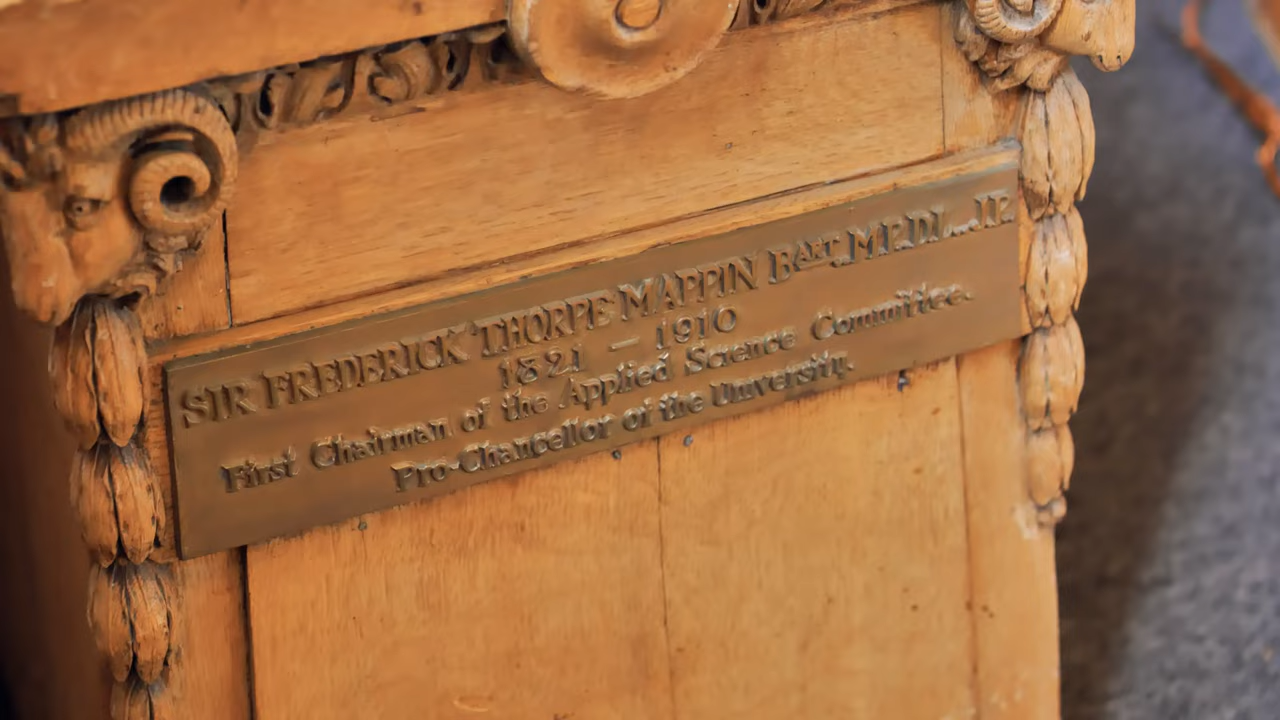 SIR FREDERICK THORPE MAPPIN BART., M.P., D.L., J.P.
1821 — 1910
First Chairman of the Applied Science Committee.
Pro-Chancellor of the University.